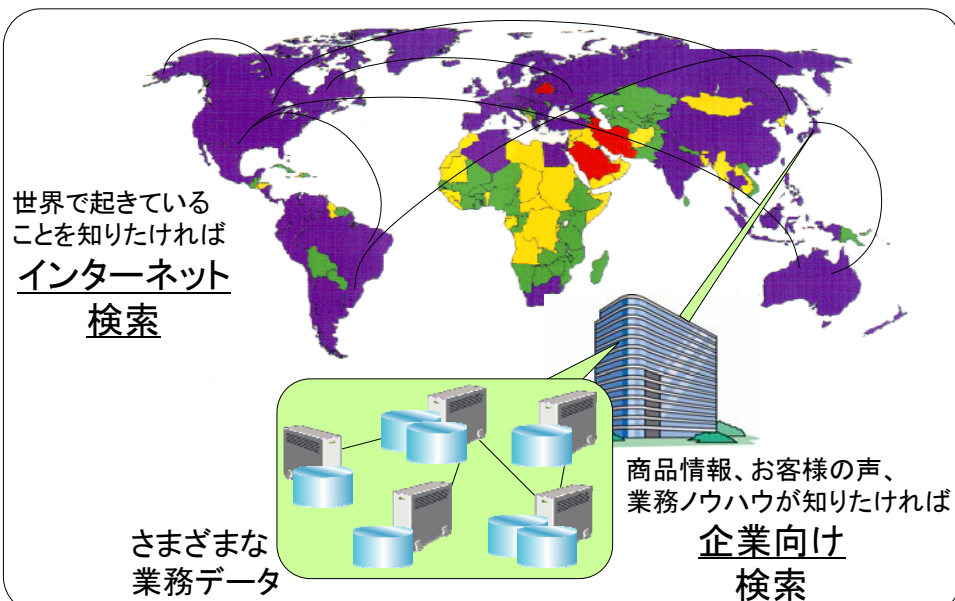 世界で起きている
ことを知りたければ
インターネット
検索
商品情報、お客様の声、
業務ノウハウが知りたければ
企業向け
検索
さまざまな
業務データ